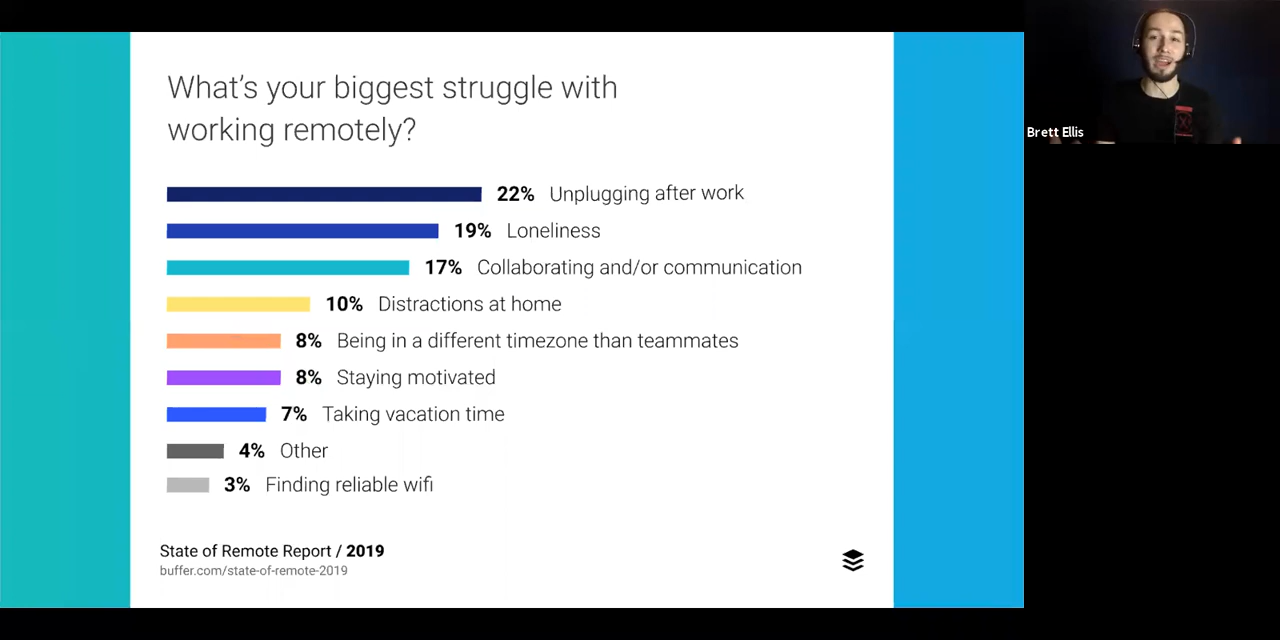 What's your biggest struggle with
working remotely?
22% Unplugging after work
19% Loneliness
17% Collaborating and/or communication
10% Distractions at home
8% Being in a different timezone than teammates
8% Staying motivated
7% Taking vacation time
4% Other
3% Finding reliable wifi
State of Remote Report / 2019
buffer.com/state-of-remote-2019
Brett Ellis